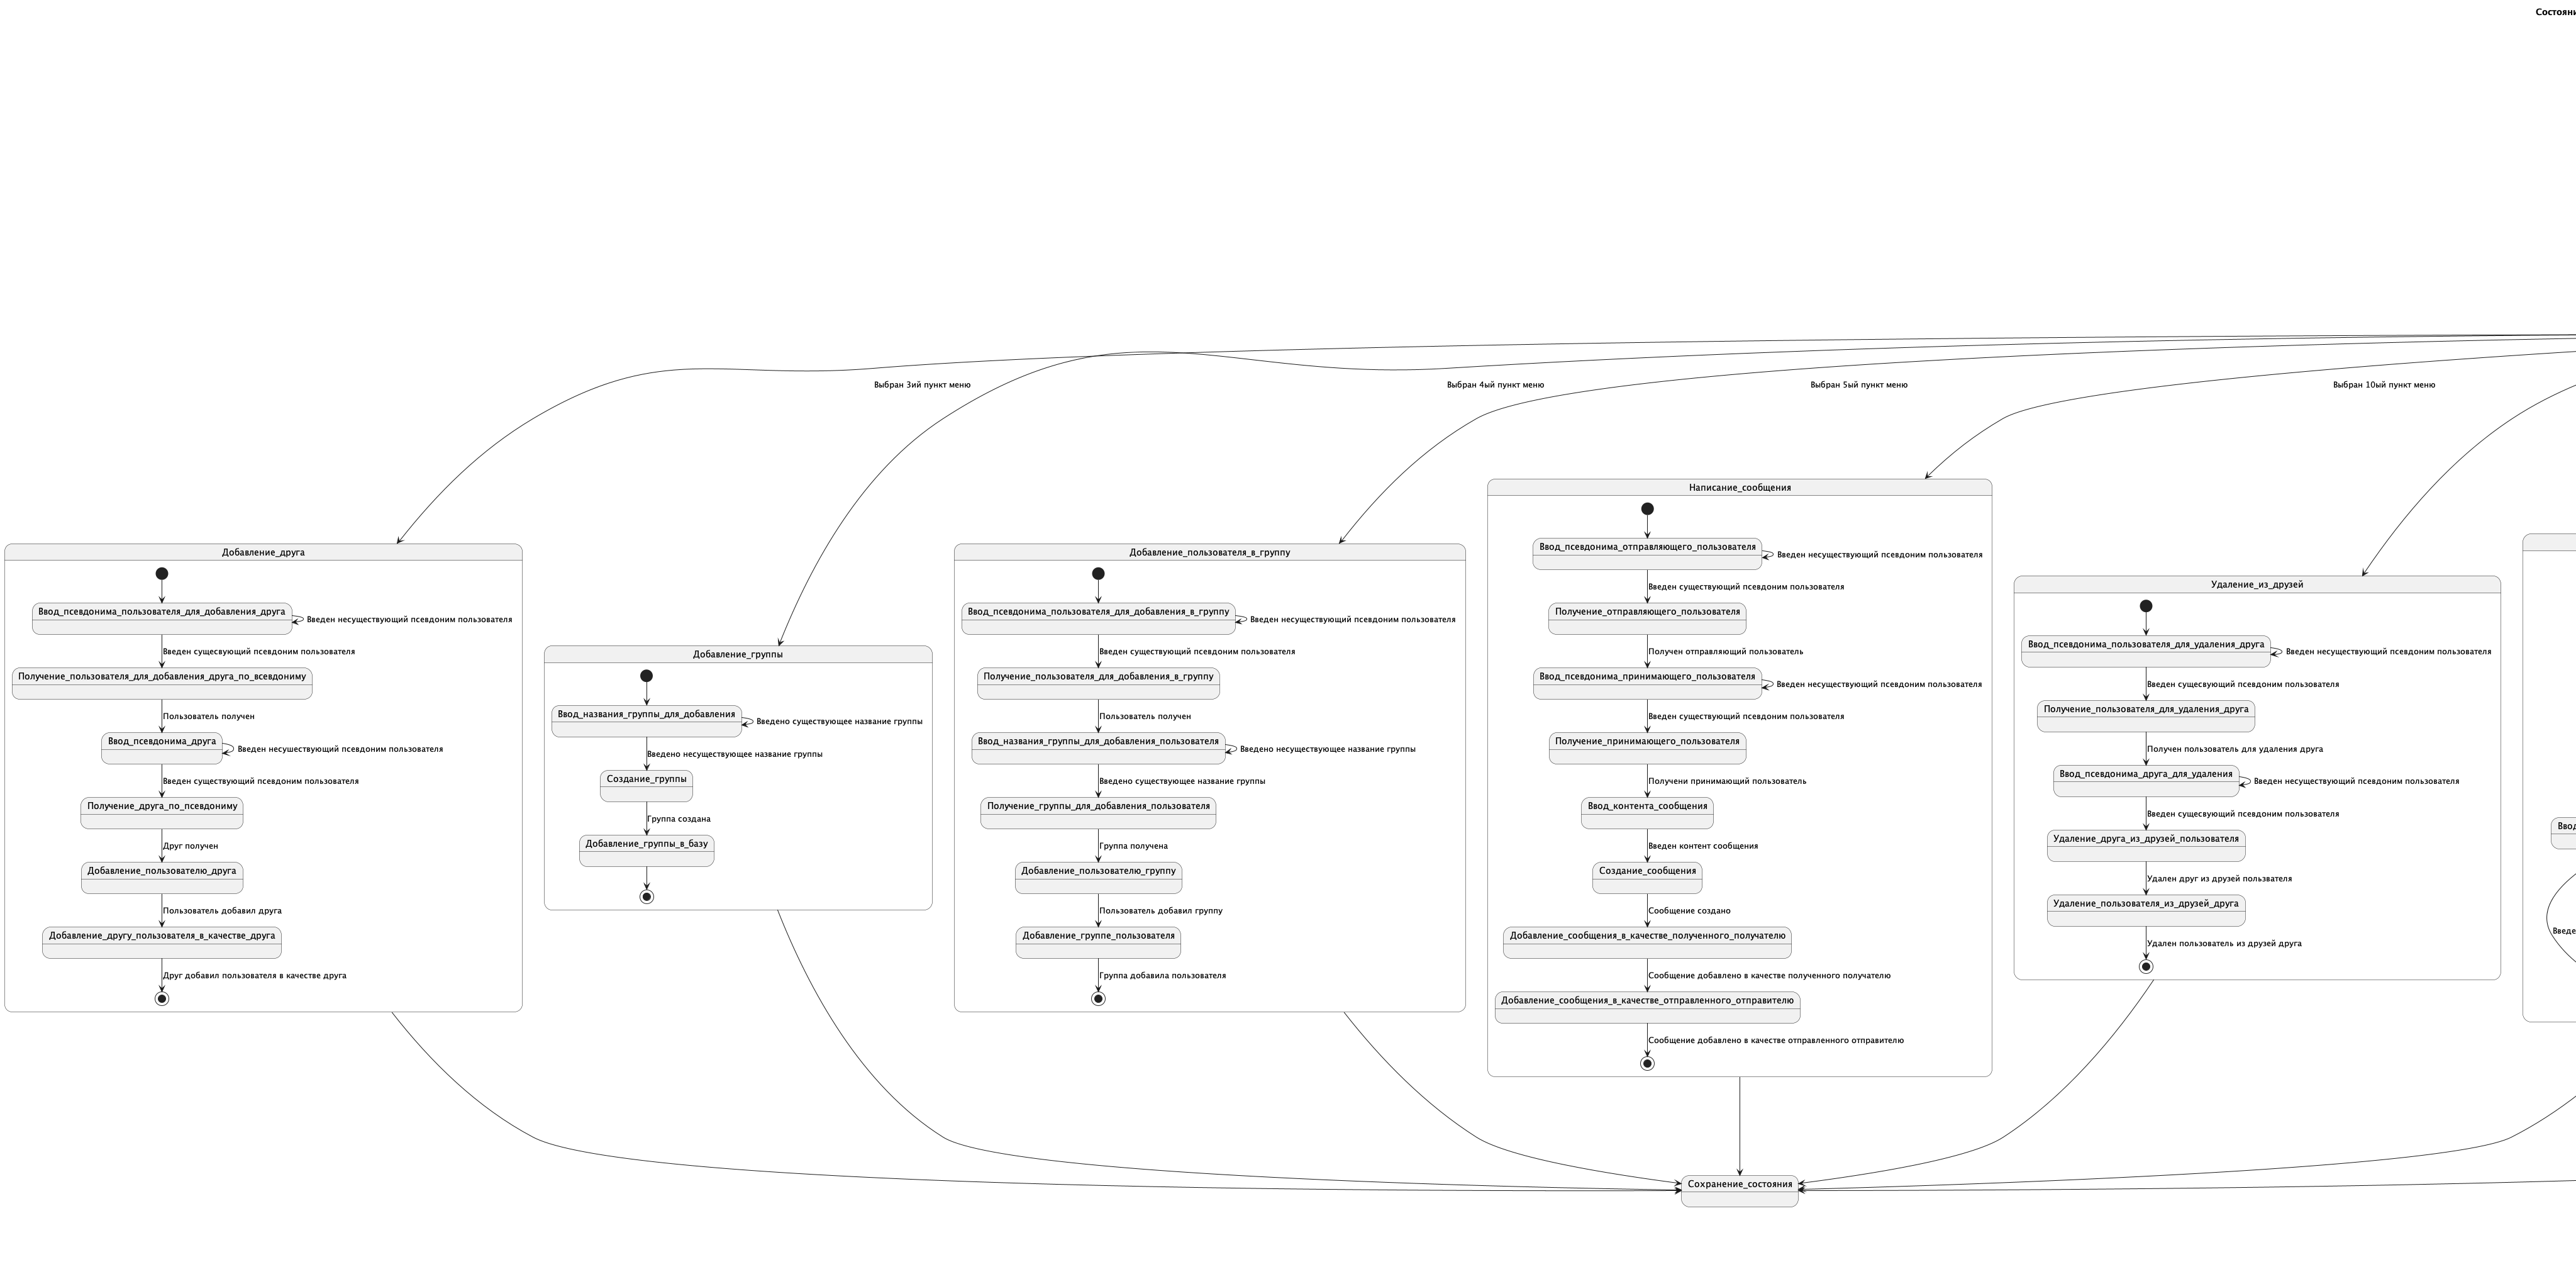 Состояни
Выбран 3ий пункт меню
Выбран 4ый пункт меню
Выбран 5ый пункт меню
Выбран 10ый пункт меню
Добавление_друга
Ввод_псевдонима_пользователя_для_добавления_друга
Введен несуществующий псевдоним пользователя
Введен сущесвующий псевдоним пользователя
Получение_пользователя_для_добавления_друга_по_всевдониму
Пользователь получен
Ввод_псевдонима_друга
Введен несушествующий псевдоним пользователя
Введен существующий псевдоним пользователя
Получение_друга_по_псевдониму
Друг получен
Добавление_пользователю_друга
Пользователь добавил друга
Добавление_другу_пользователя_в_качестве_друга
Друг добавил пользователя в качестве друга
Добавление_группы
Ввод_названия_группы_для_добавления
Введено существующее название группы
Введено несуществующее название группы
Создание_группы
Группа создана
Добавление_группы_в_базу
Добавление_пользователя_в_группу
Ввод_псевдонима_пользователя_для_добавления_в_группу
Введен несуществующий псевдоним пользователя
Введен существующий псевдоним пользователя
Получение_пользователя_для_добавления_в_группу
Пользователь получен
Ввод_названия_группы_для_добавления_пользователя
Введено несуществующее название группы
Введено существующее название группы
Получение_группы_для_добавления_пользователя
Группа получена
Добавление_пользователю_группу
Пользователь добавил группу
Добавление_группе_пользователя
Группа добавила пользователя
Написание_сообщения
Ввод_псевдонима_отправляющего_пользователя
Введен несуществующий псевдоним пользователя
Введен существующий псевдоним пользователя
Получение_отправляющего_пользователя
Получен отправляющий пользователь
Ввод_псевдонима_принимающего_пользователя
Введен несуществующий псевдоним пользователя
Введен существующий псевдоним пользователя
Получение_принимающего_пользователя
Получени принимающий пользователь
Ввод_контента_сообщения
Введен контент сообщения
Создание_сообщения
Сообщение создано
Добавление_сообщения_в_качестве_полученного_получателю
Сообщение добавлено в качестве полученного получателю
Добавление_сообщения_в_качестве_отправленного_отправителю
Сообщение добавлено в качестве отправленного отправителю
Удаление_из_друзей
Ввод_псевдонима_пользователя_для_удаления_друга
Введен несуществующий псевдоним пользователя
Введен сущесвующий псевдоним пользователя
Получение_пользователя_для_удаления_друга
Получен пользователь для удаления друга
Ввод_псевдонима_друга_для_удаления
Введен несуществующий псевдоним пользователя
Введен сущесвующий псевдоним пользователя
Удаление_друга_из_друзей_пользователя
Удален друг из друзей пользвателя
Удаление_пользователя_из_друзей_друга
Удален пользователь из друзей друга
Ввод
Введе
Сохранение_состояния